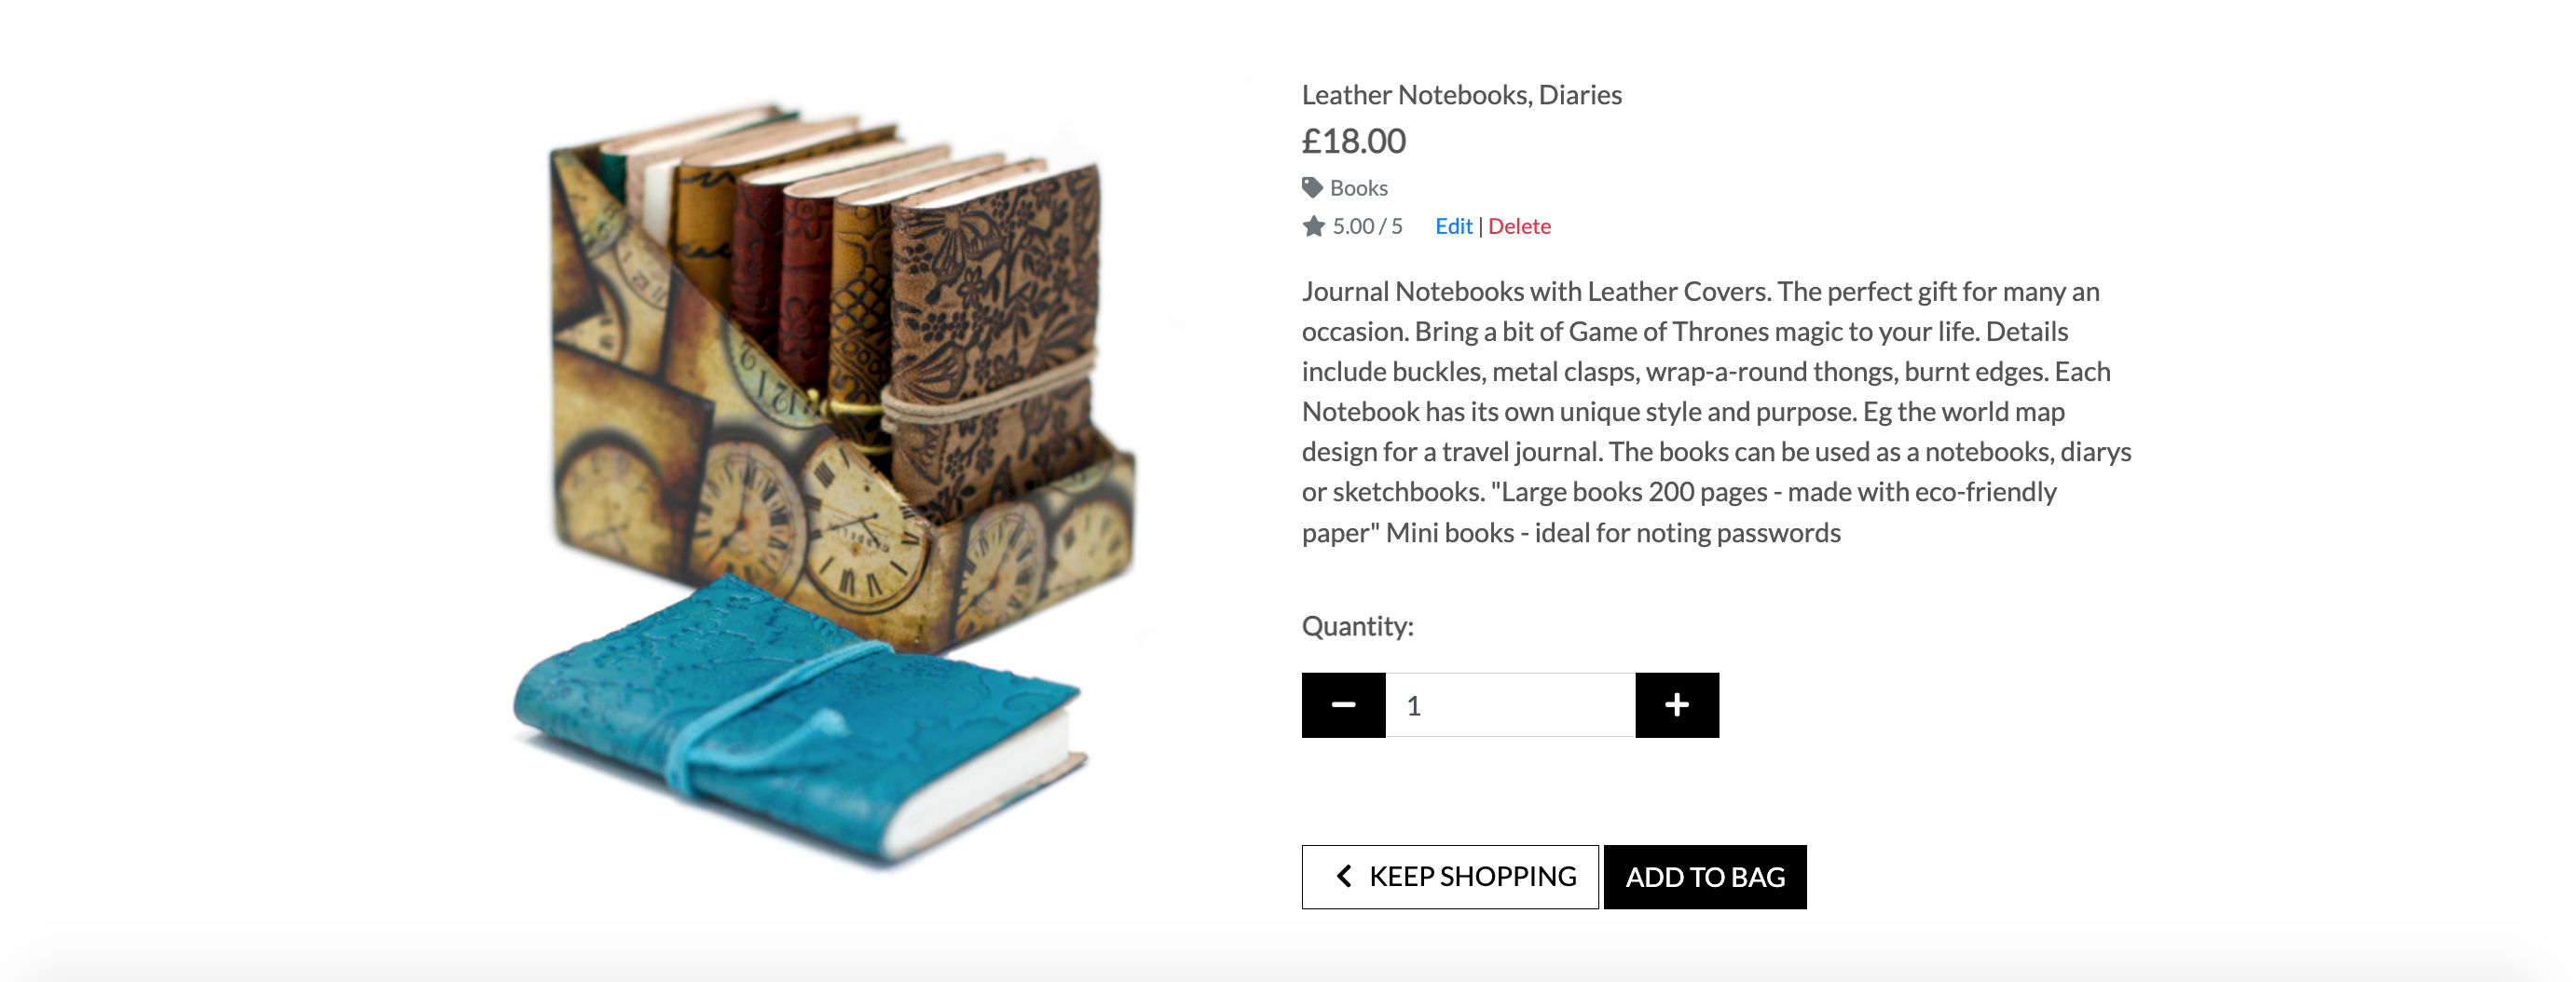 Leather Notebooks, Diaries
£18.00
Books
5.00 / 5 Edit | Delete
Journal Notebooks with Leather Covers. The perfect gift for many an
occasion. Bring a bit of Game of Thrones magic to your life. Details
include buckles, metal clasps, wrap-a-round thongs, burnt edges. Each
Notebook has its own unique style and purpose. Eg the world map
design for a travel journal. The books can be used as a notebooks, diarys
or sketchbooks. "Large books 200 pages - made with eco-friendly
paper" Mini books - ideal for noting passwords
Quantity:
1
KEEP SHOPPING ADD TO BAG